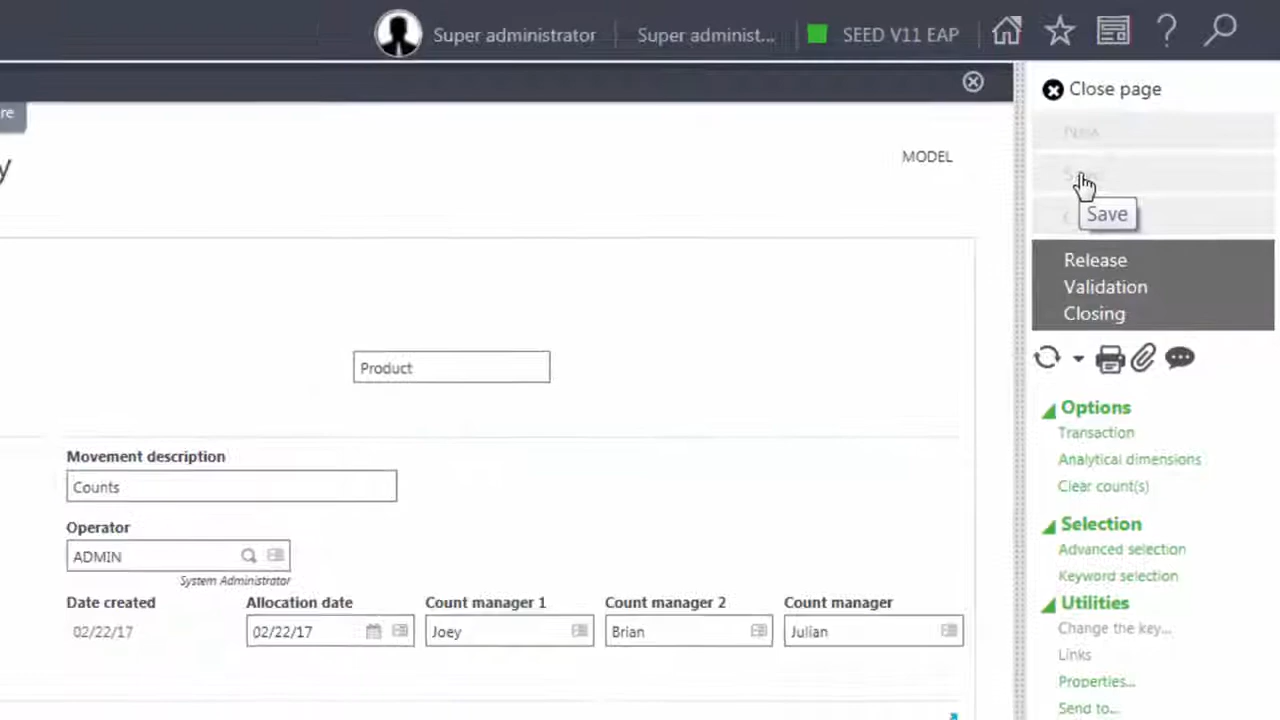 Super administrator
Super administ...
SEED V11 EAP
re
y
MODEL
Product
Movement description
Counts
Operator
ADMIN
System Administrator
Date created
Allocation date
Count manager 1
Count manager 2
Count manager
02/22/17
02/22/17
Joey
Brian
Julian
Close page
New
Save
Release
Validation
Closing
Options
Transaction
Analytical dimensions
Clear count(s)
Selection
Advanced selection
Keyword selection
Utilities
Change the key...
Links
Properties...
Send to...